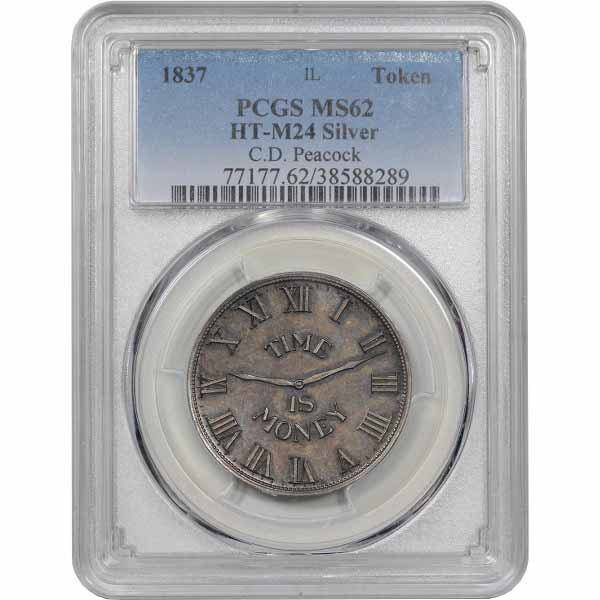 1837 IL Token
PCGS MS62
HT-M24 Silver
C.D. Peacock
77177.62/38588289
XII
I
II
III
IIII
V
VI
VII
VIII
IX
X
XI
TIME
IS
MONEY